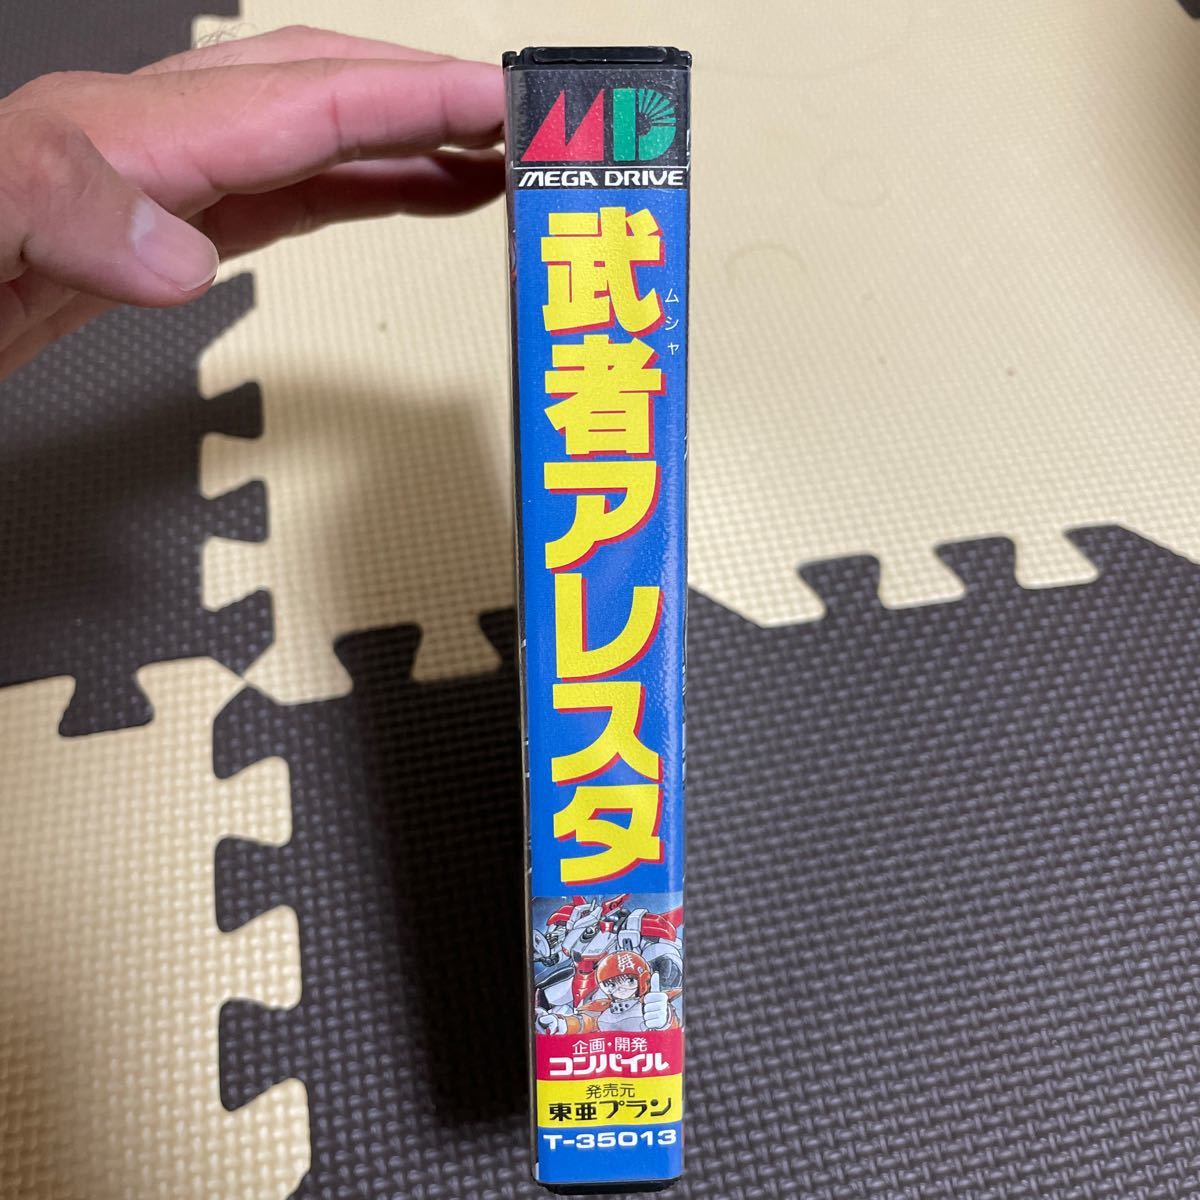 MD
MEGA DRIVE
武者アレスタ
ムシャ
企画・開発
コンパイル
発売元
東亜プラン
T-35013